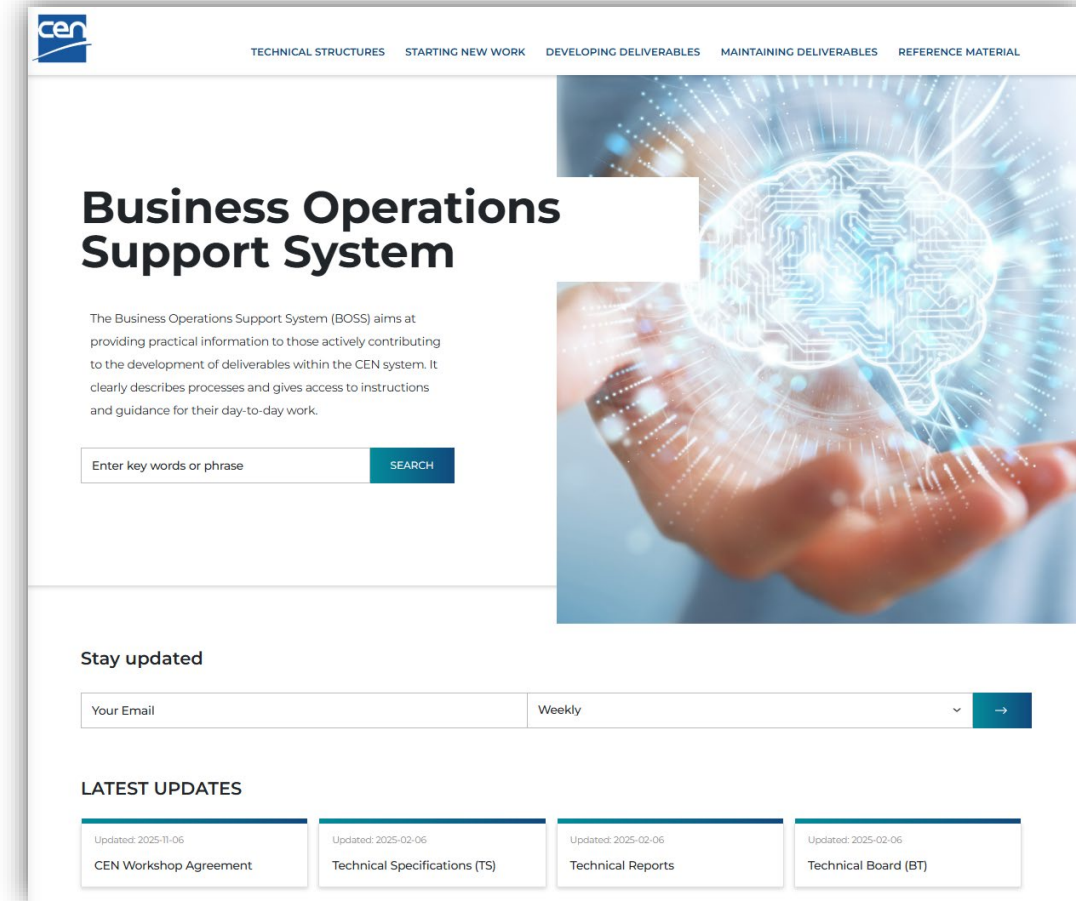 cen
TECHNICAL STRUCTURES STARTING NEW WORK DEVELOPING DELIVERABLES MAINTAINING DELIVERABLES REFERENCE MATERIAL
Business Operations
Support System
The Business Operations Support System (BOSS) aims at
providing practical information to those actively contributing
to the development of deliverables within the CEN system. It
clearly describes processes and gives access to instructions
and guidance for their day-to-day work.
Enter key words or phrase SEARCH
Stay updated
Your Email Weekly →
LATEST UPDATES
Updated: 2025-11-06 Updated: 2025-02-06 Updated: 2025-02-06 Updated: 2025-02-06
CEN Workshop Agreement Technical Specifications (TS) Technical Reports Technical Board (BT)